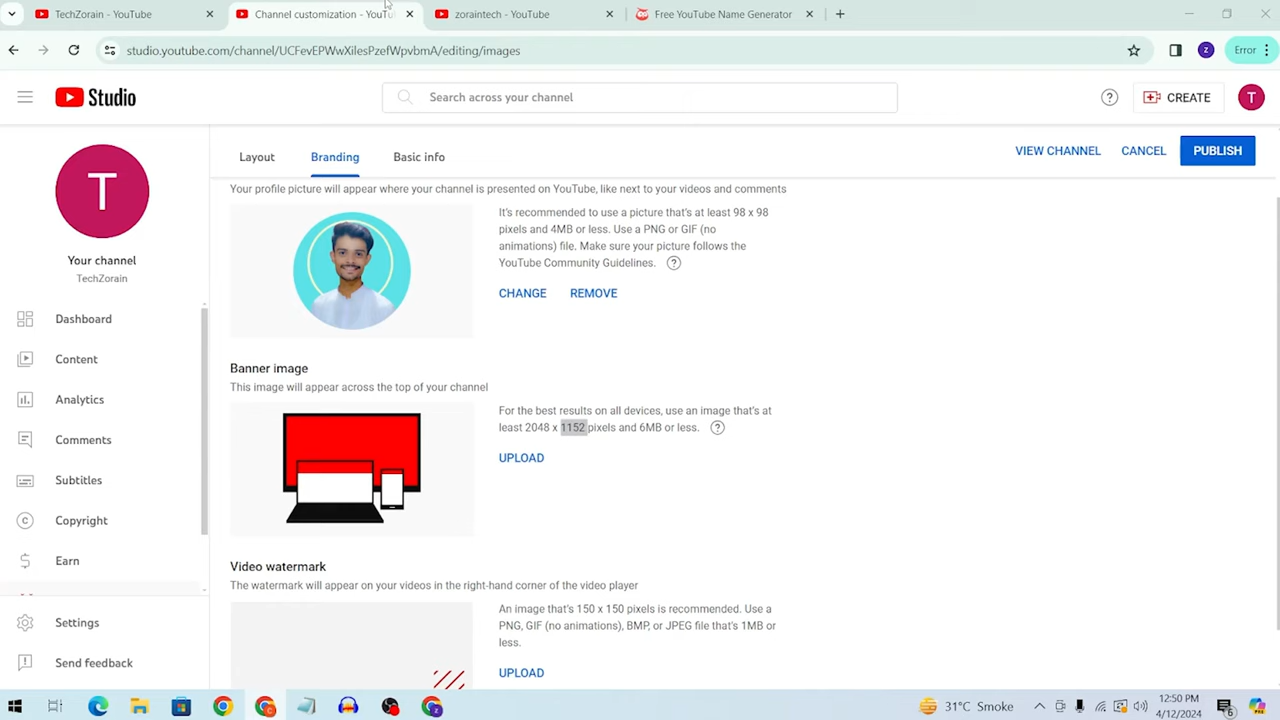 TechZorain - YouTube
Channel customization - YouTu
zoraintech - YouTube
Free YouTube Name Generator
studio.youtube.com/channel/UCFevEPWwXilesPzefWpvbmA/editing/images
z
Error
Studio
Search across your channel
CREATE
T
T
Your channel
TechZorain
Dashboard
Content
Analytics
Comments
Subtitles
Copyright
Earn
Settings
Send feedback
Layout
Branding
Basic info
VIEW CHANNEL
CANCEL
PUBLISH
Your profile picture will appear where your channel is presented on YouTube, like next to your videos and comments
It's recommended to use a picture that's at least 98 x 98
pixels and 4MB or less. Use a PNG or GIF (no
animations) file. Make sure your picture follows the
YouTube Community Guidelines.
CHANGE
REMOVE
Banner image
This image will appear across the top of your channel
For the best results on all devices, use an image that's at
least 2048 x 1152 pixels and 6MB or less.
UPLOAD
Video watermark
The watermark will appear on your videos in the right-hand corner of the video player
An image that's 150 x 150 pixels is recommended. Use a
PNG, GIF (no animations), BMP, or JPEG file that's 1MB or
less.
UPLOAD
31°C Smoke
12:50 PM
4/12/2024